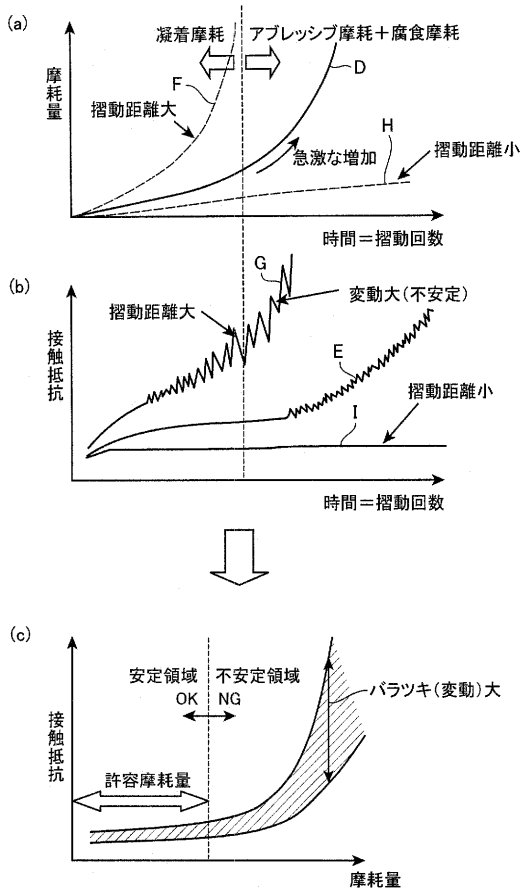 (a)
凝着摩耗
アブレッシブ摩耗＋腐食摩耗
F
D
摩耗量
摺動距離大
H
摺動距離小
急激な増加
時間＝摺動回数
(b)
G
変動大(不安定)
摺動距離大
接触抵抗
E
摺動距離小
I
時間＝摺動回数
(c)
安定領域
不安定領域
OK
NG
バラツキ(変動)大
接触抵抗
許容摩耗量
摩耗量